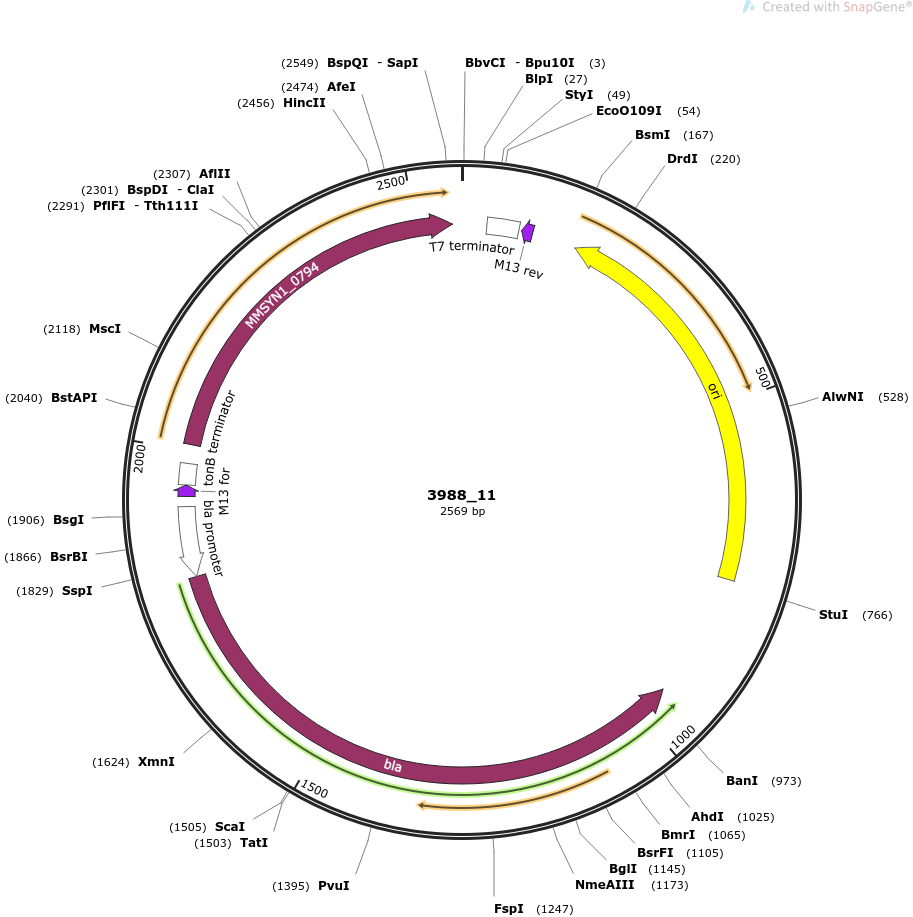 Created with SnapGene®
(2549) BspQI - SapI
BbvCI - Bpu10I (3)
(2474) AfeI
BlpI (27)
(2456) HincII
StyI (49)
EcoO109I (54)
BsmI (167)
DrdI (220)
(2307) AflII
(2301) BspDI - ClaI
(2291) PflFI - Tth111I
2500
T7 terminator
M13 rev
MMSYN1_0794
(2118) MscI
500
ori
(2040) BstAPI
AlwNI (528)
2000
tonB terminator
M13 for
bla promoter
3988_11
2569 bp
(1906) BsgI
(1866) BsrBI
(1829) SspI
StuI (766)
1000
(1624) XmnI
bla
BanI (973)
1500
AhdI (1025)
(1505) ScaI
BmrI (1065)
(1503) TatI
BsrFI (1105)
BglI (1145)
(1395) PvuI
NmeAIII (1173)
FspI (1247)